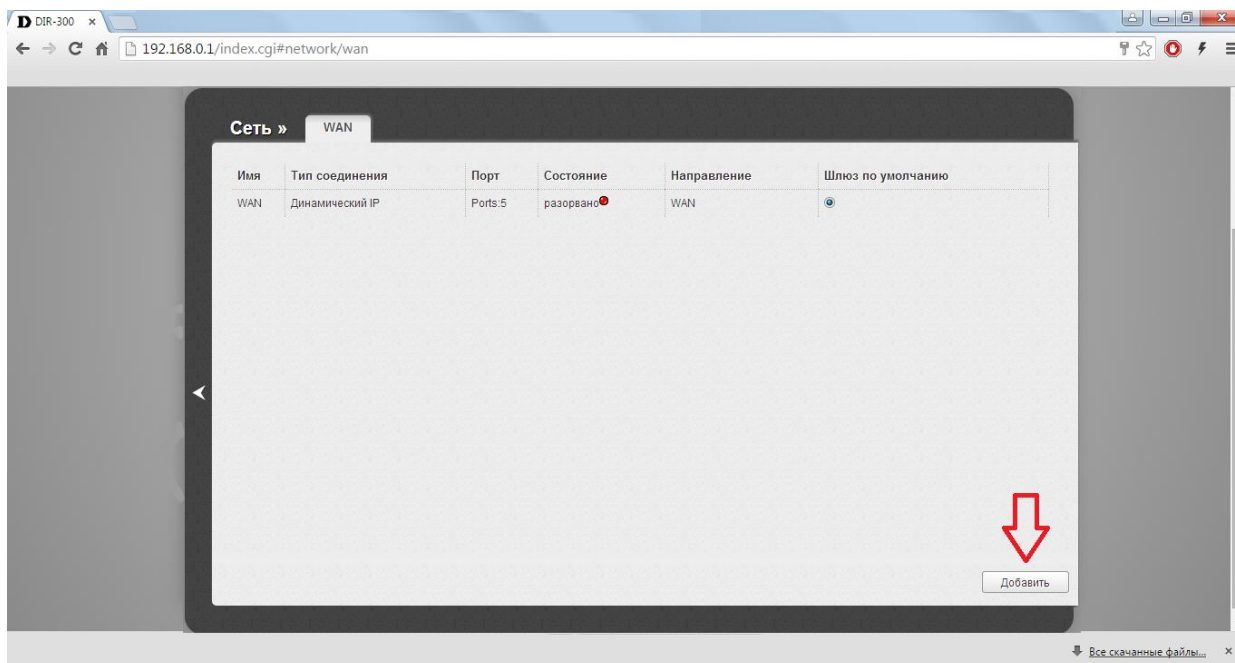 DIR-300
192.168.0.1/index.cgi#network/wan
Сеть » WAN
Имя Тип соединения Порт Состояние Направление Шлюз по умолчанию
WAN Динамический IP Ports:5 разорвано WAN
Добавить
Все скачанные файлы...